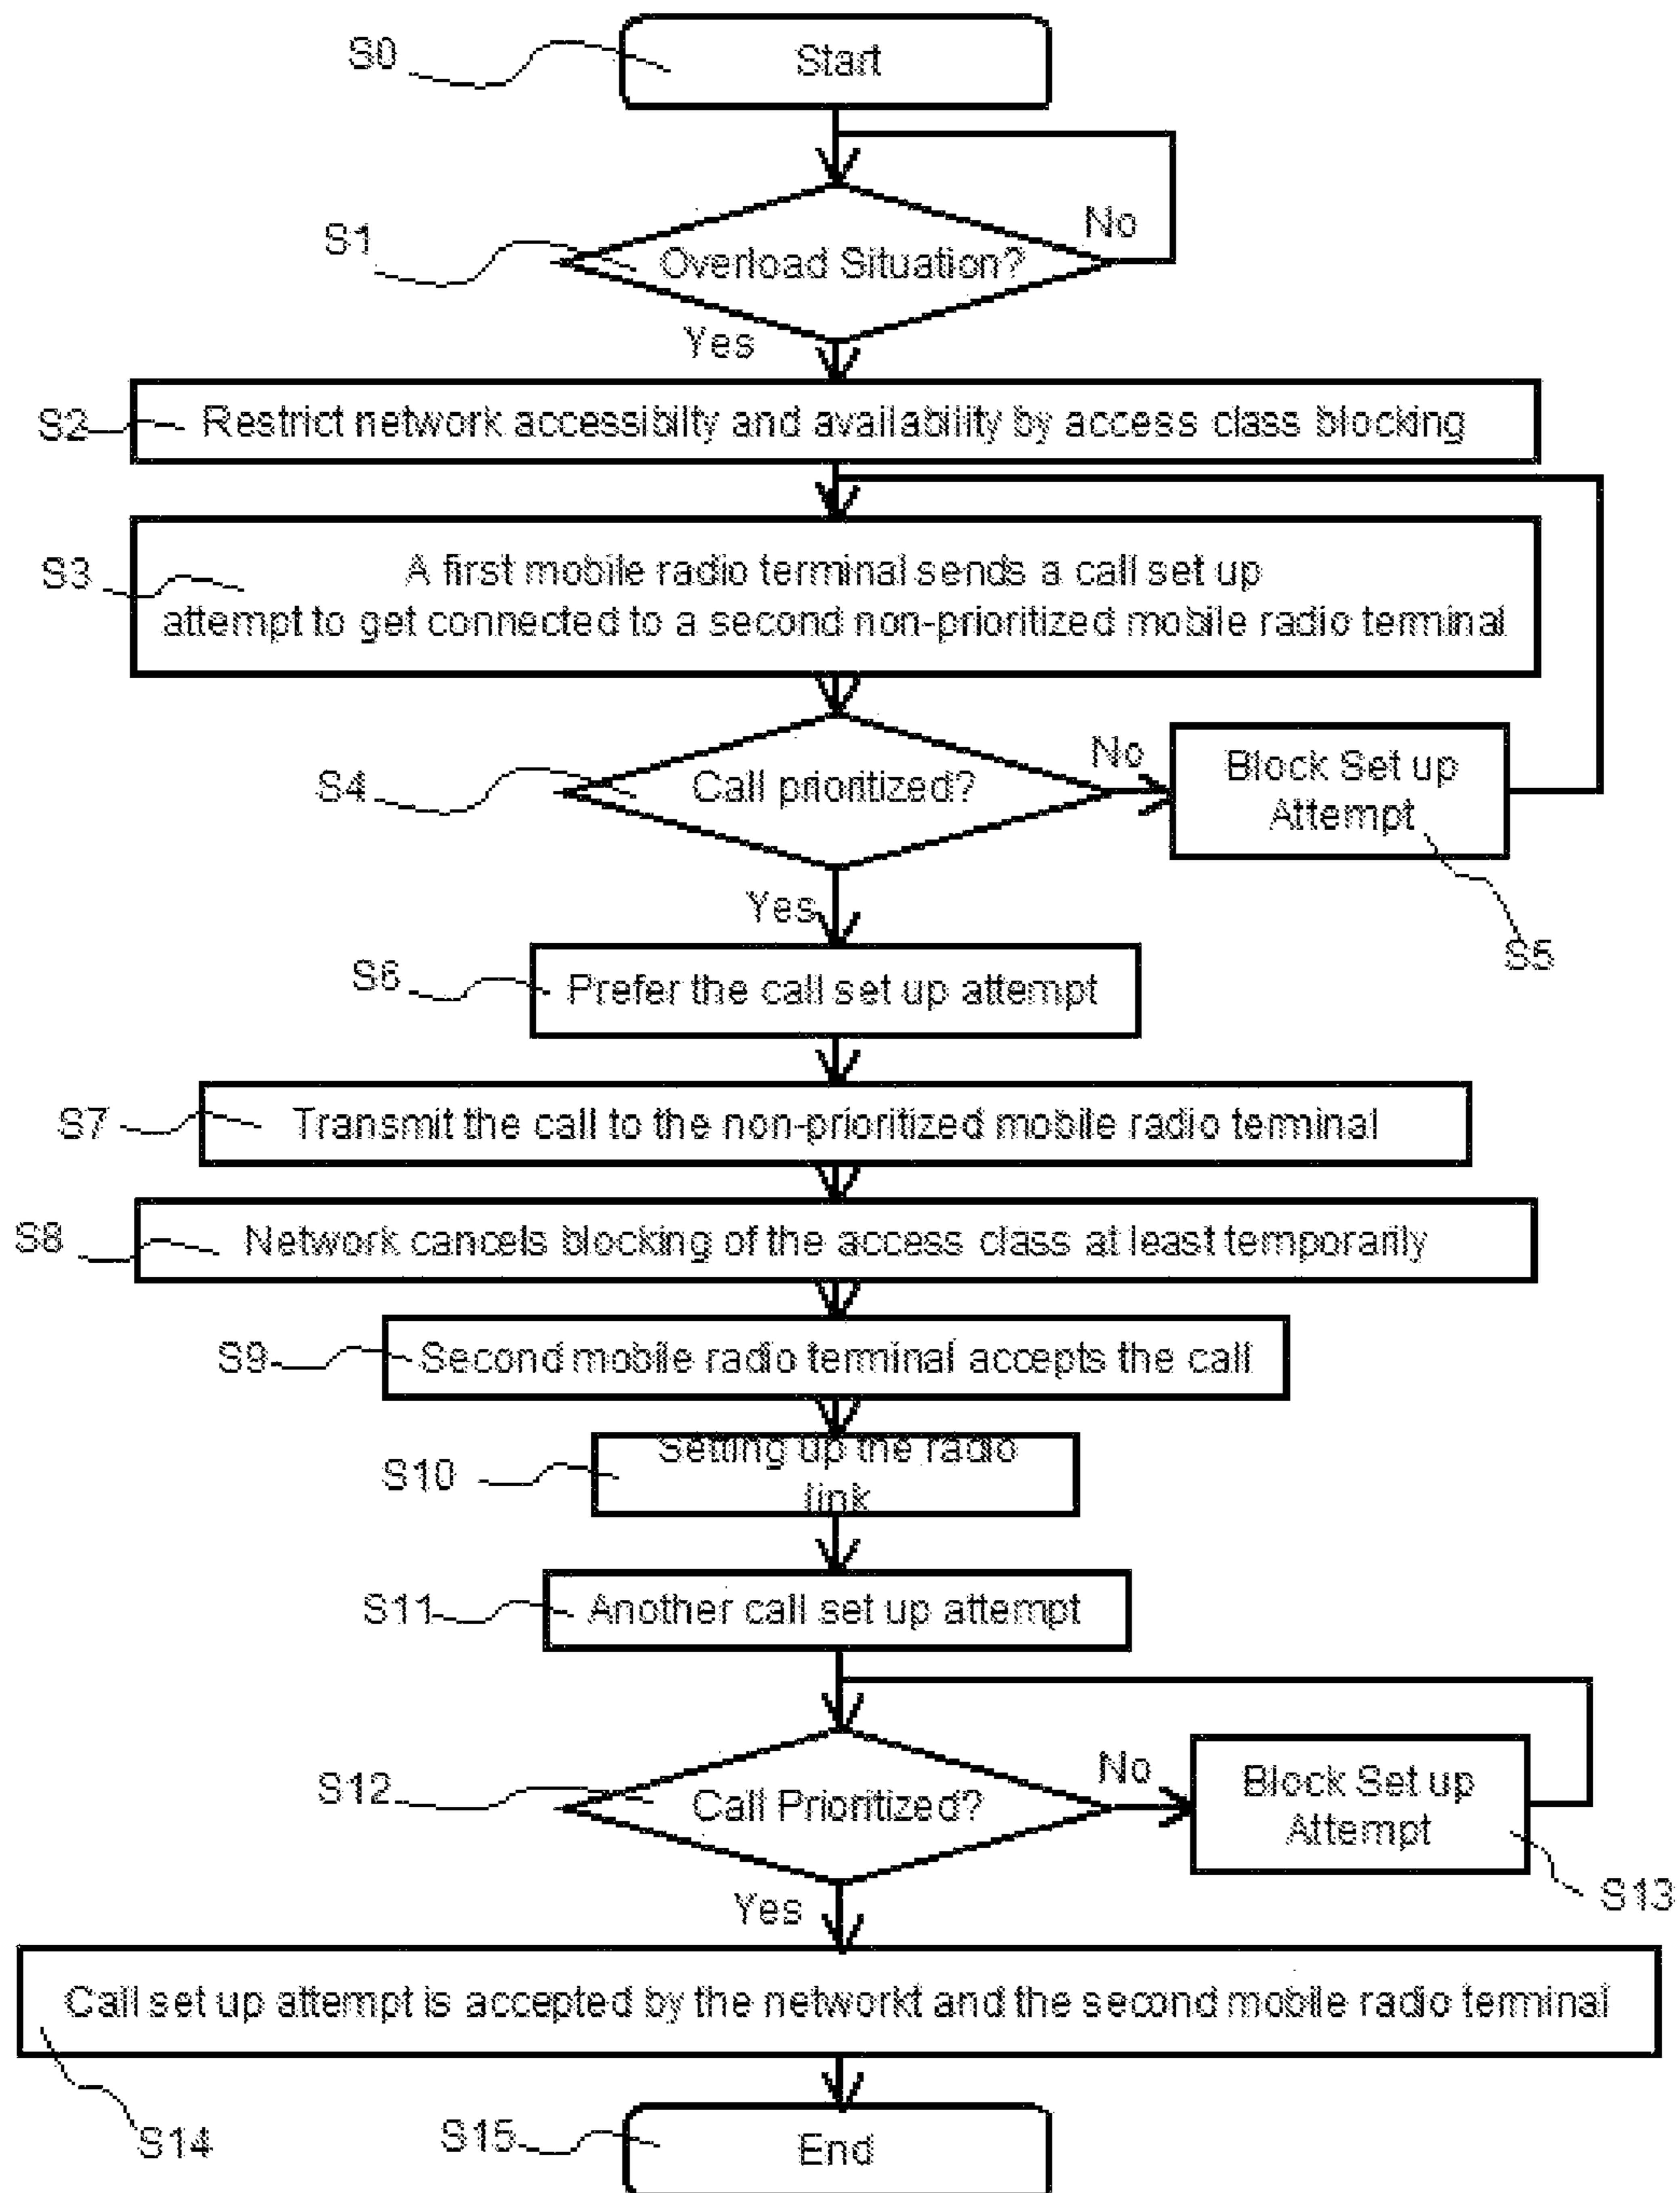 S0
Start
S1
Overload Situation?
No
Yes
S2
Restrict network accessibilty and availability by access class blocking
S3
A first mobile radio terminal sends a call set up
attempt to get connected to a second non-prioritized mobile radio terminal
S4
Call prioritized?
No
Block Set up
Attempt
S5
Yes
S6
Prefer the call set up attempt
S7
Transmit the call to the non-prioritized mobile radio terminal
S8
Network cancels blocking of the access class at least temporarily
S9
Second mobile radio terminal accepts the call
S10
Setting up the radio
link
S11
Another call set up attempt
S12
Call Prioritized?
No
Block Set up
Attempt
S13
Yes
Call set up attempt is accepted by the networkt and the second mobile radio terminal
S14
S15
End